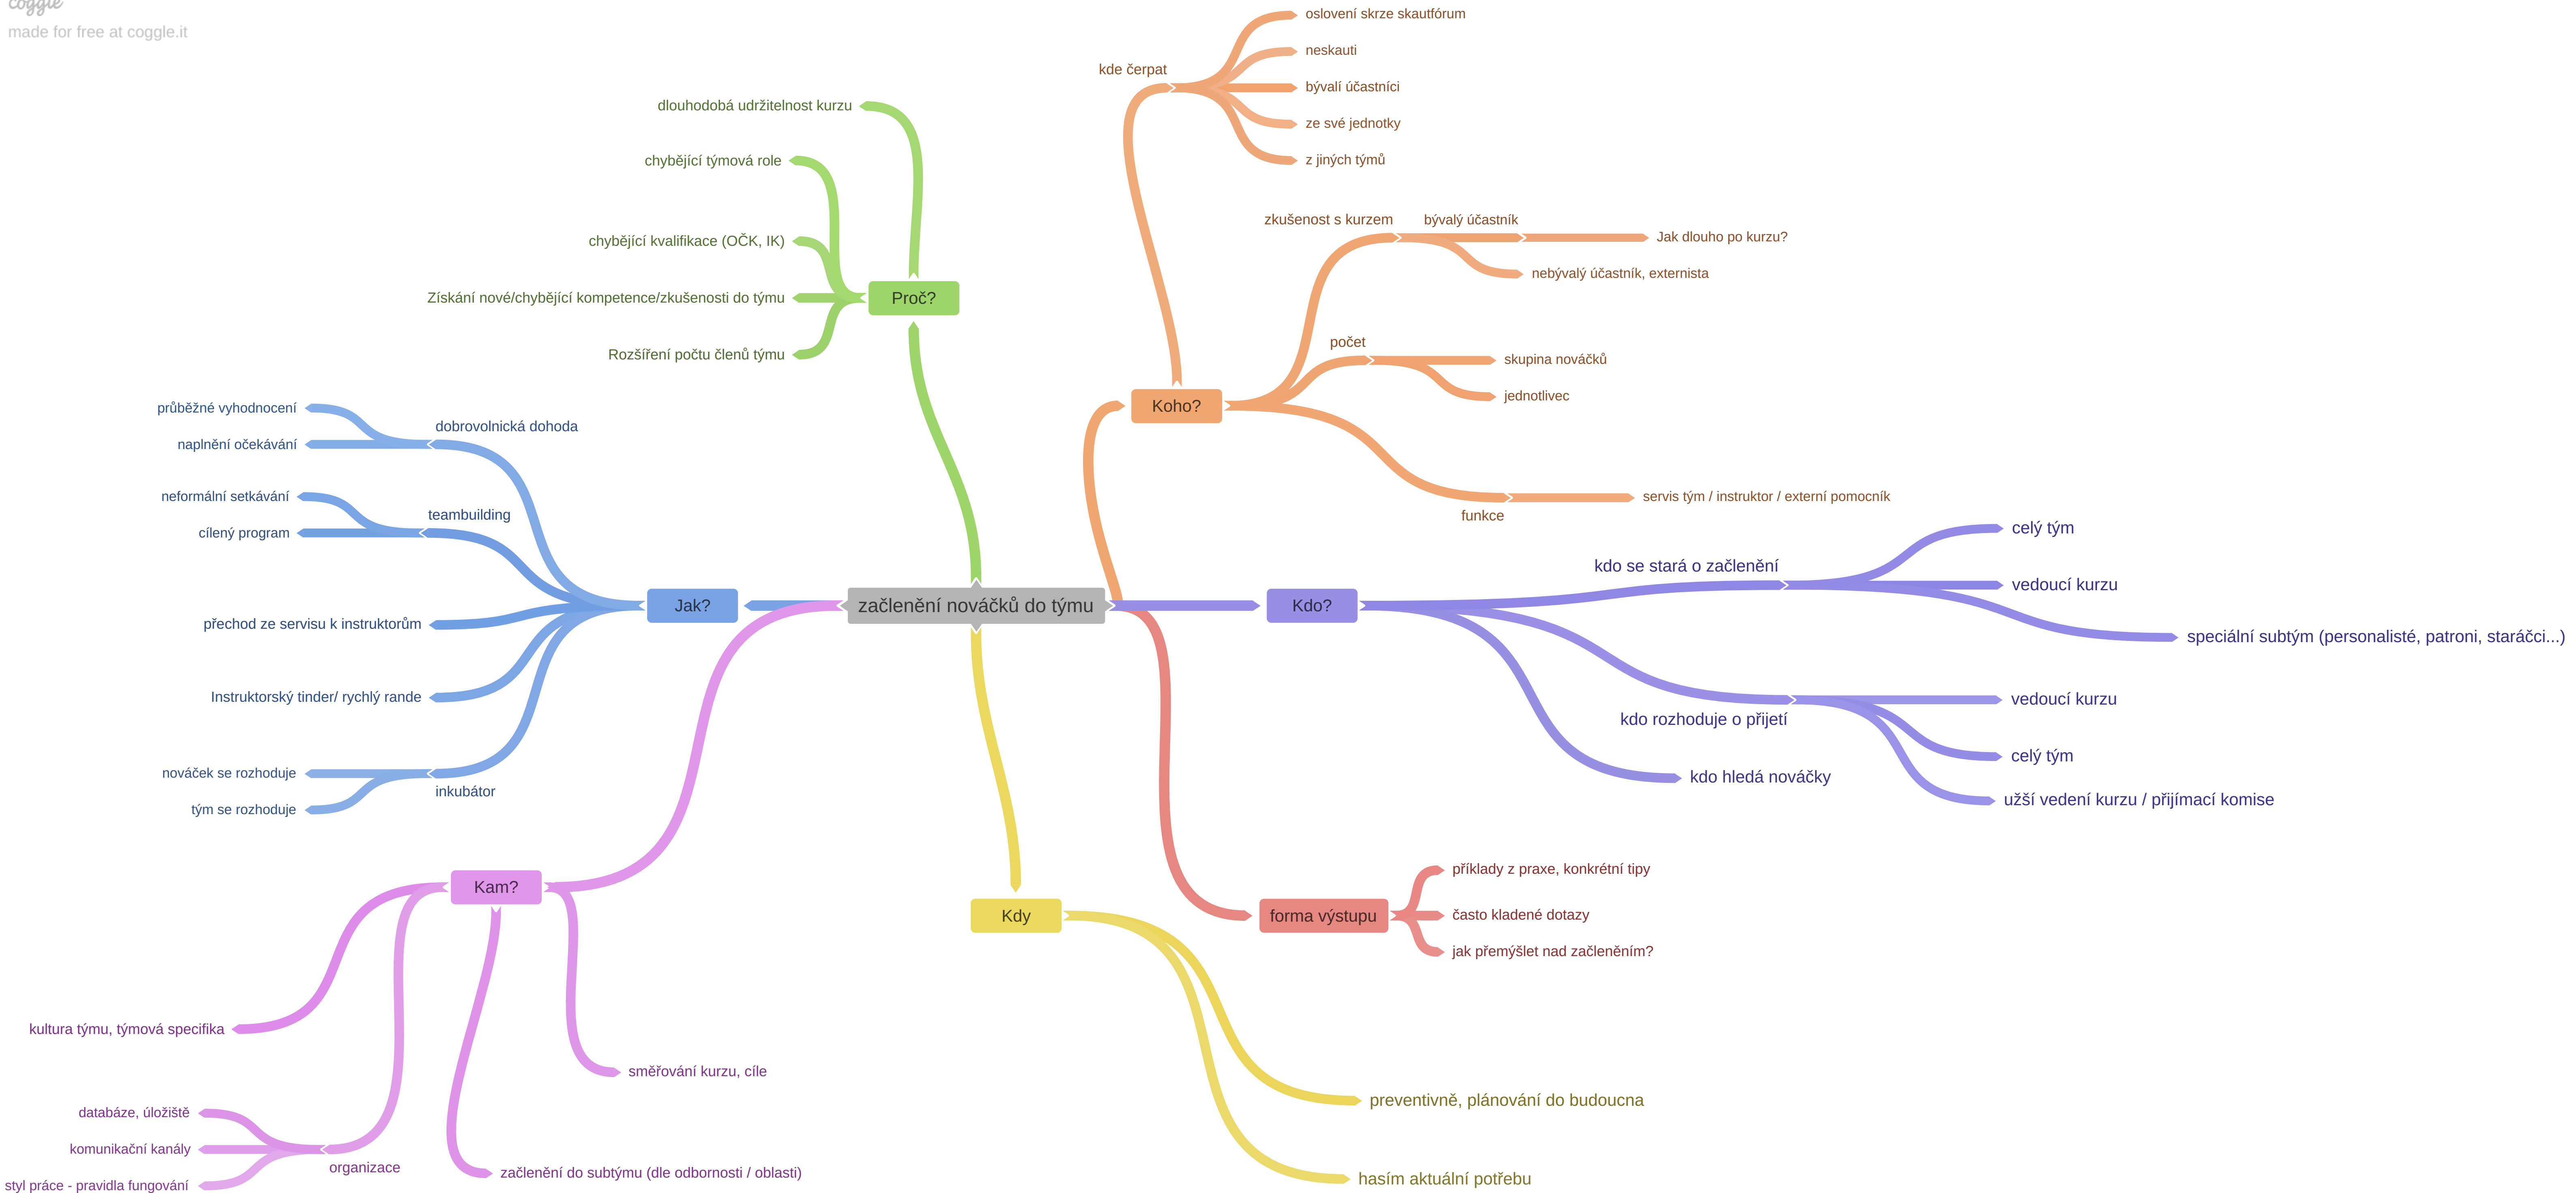 coggle
made for free at coggle.it
začlenění nováčků do týmu
Proč?
dlouhodobá udržitelnost kurzu
chybějící týmová role
chybějící kvalifikace (OČK, IK)
Získání nové/chybějící kompetence/zkušenosti do týmu
Rozšíření počtu členů týmu
Koho?
kde čerpat
oslovení skrze skautfórum
neskauti
bývalí účastníci
ze své jednotky
z jiných týmů
zkušenost s kurzem
bývalý účastník
Jak dlouho po kurzu?
nebývalý účastník, externista
počet
skupina nováčků
jednotlivec
funkce
servis tým / instruktor / externí pomocník
Kdo?
kdo se stará o začlenění
celý tým
vedoucí kurzu
speciální subtým (personalisté, patroni, staráčci...)
kdo rozhoduje o přijetí
vedoucí kurzu
celý tým
užší vedení kurzu / přijímací komise
kdo hledá nováčky
forma výstupu
příklady z praxe, konkrétní tipy
často kladené dotazy
jak přemýšlet nad začleněním?
Kdy
preventivně, plánování do budoucna
hasím aktuální potřebu
Jak?
dobrovolnická dohoda
průběžné vyhodnocení
naplnění očekávání
teambuilding
neformální setkávání
cílený program
přechod ze servisu k instruktorům
Instruktorský tinder/ rychlý rande
inkubátor
nováček se rozhoduje
tým se rozhoduje
Kam?
kultura týmu, týmová specifika
organizace
databáze, úložiště
komunikační kanály
styl práce - pravidla fungování
začlenění do subtýmu (dle odbornosti / oblasti)
směřování kurzu, cíle